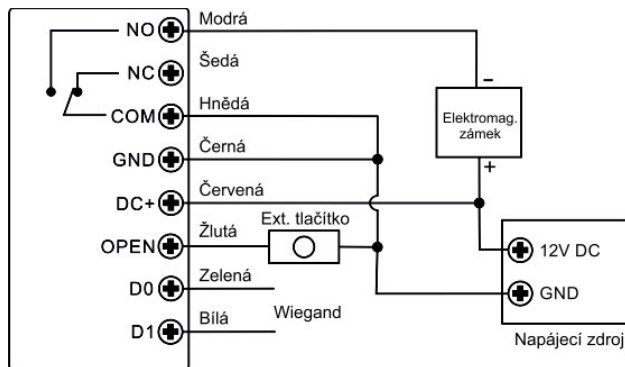 NO Modrá
NC Šedá
COM Hnědá
GND Černá
DC+ Červená
OPEN Žlutá
D0 Zelená
D1 Bílá
Ext. tlačítko
Wiegand
−
Elektromag.
zámek
+
12V DC
GND
Napájecí zdroj